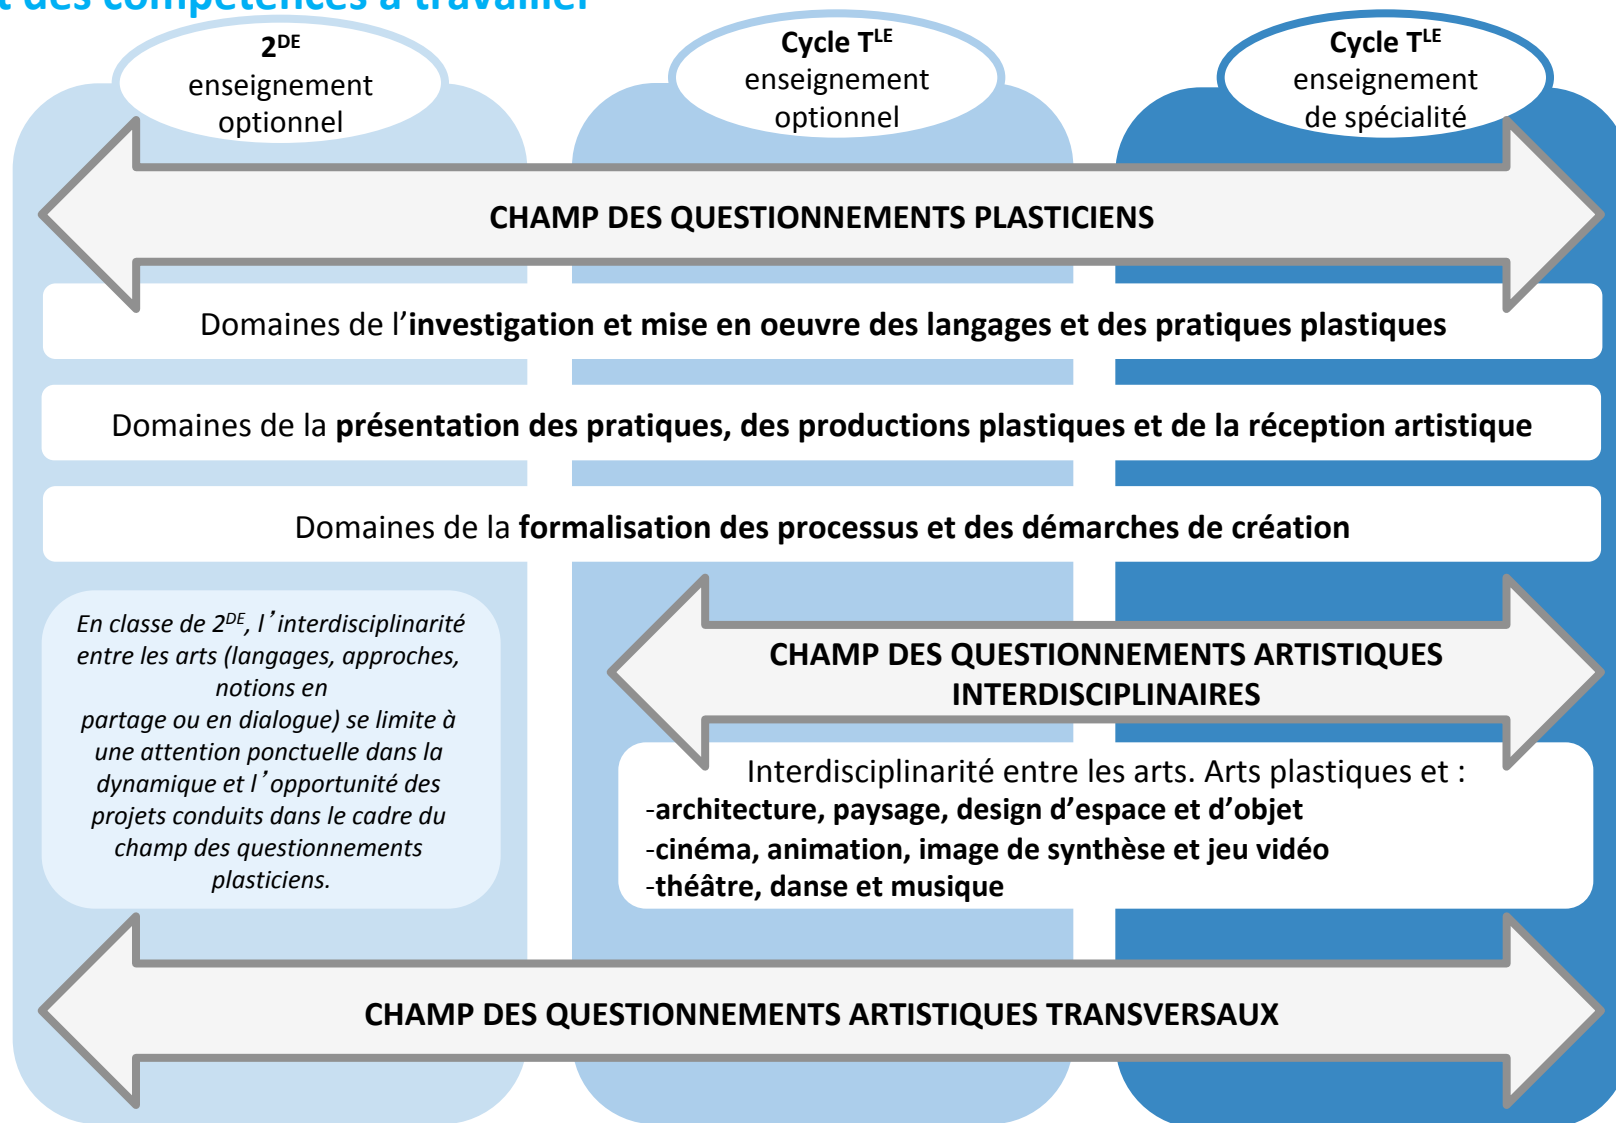 t des compétences à travailler
2DE
enseignement
optionnel
Cycle TLE
enseignement
optionnel
Cycle TLE
enseignement
de spécialité
CHAMP DES QUESTIONNEMENTS PLASTICIENS
Domaines de l’investigation et mise en oeuvre des langages et des pratiques plastiques
Domaines de la présentation des pratiques, des productions plastiques et de la réception artistique
Domaines de la formalisation des processus et des démarches de création
En classe de 2DE, l’interdisciplinarité
entre les arts (langages, approches,
notions en
partage ou en dialogue) se limite à
une attention ponctuelle dans la
dynamique et l’opportunité des
projets conduits dans le cadre du
champ des questionnements
plasticiens.
CHAMP DES QUESTIONNEMENTS ARTISTIQUES
INTERDISCIPLINAIRES
Interdisciplinarité entre les arts. Arts plastiques et :
-architecture, paysage, design d’espace et d’objet
-cinéma, animation, image de synthèse et jeu vidéo
-théâtre, danse et musique
CHAMP DES QUESTIONNEMENTS ARTISTIQUES TRANSVERSAUX